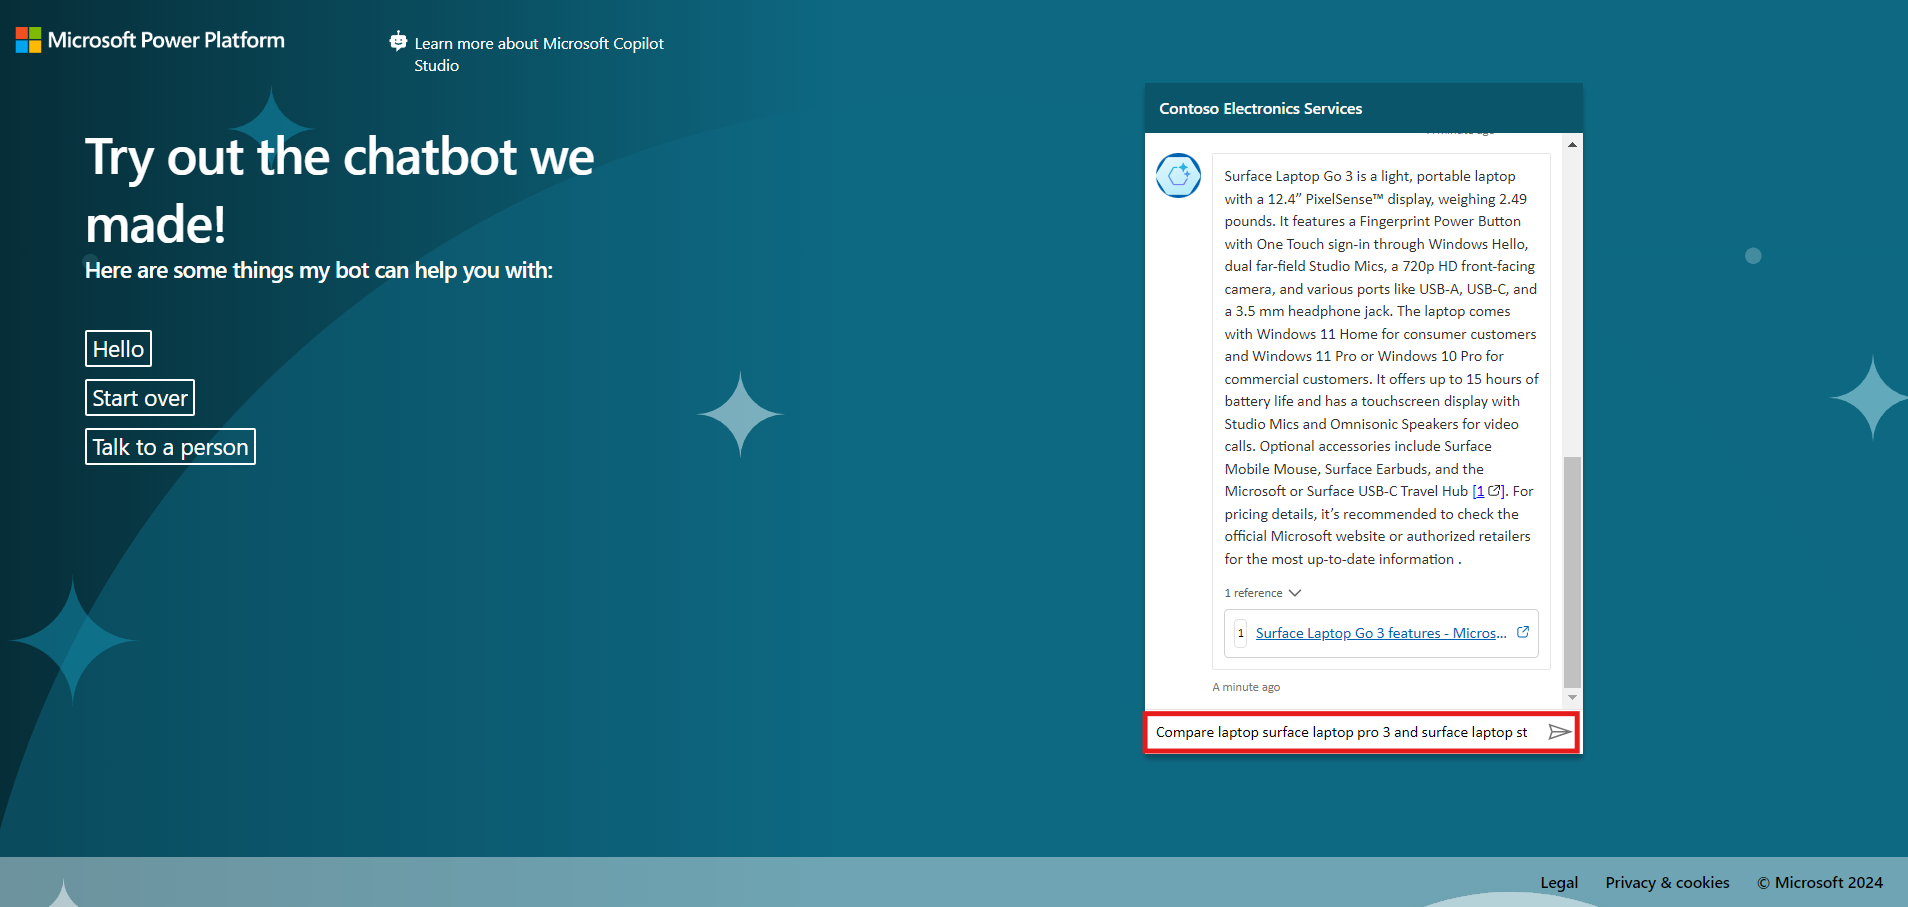 Microsoft Power Platform
Learn more about Microsoft Copilot
Studio
Try out the chatbot we
made!
Here are some things my bot can help you with:
Hello
Start over
Talk to a person
Contoso Electronics Services
Surface Laptop Go 3 is a light, portable laptop
with a 12.4” PixelSense™ display, weighing 2.49
pounds. It features a Fingerprint Power Button
with One Touch sign-in through Windows Hello,
dual far-field Studio Mics, a 720p HD front-facing
camera, and various ports like USB-A, USB-C, and
a 3.5 mm headphone jack. The laptop comes
with Windows 11 Home for consumer customers
and Windows 11 Pro or Windows 10 Pro for
commercial customers. It offers up to 15 hours of
battery life and has a touchscreen display with
Studio Mics and Omnisonic Speakers for video
calls. Optional accessories include Surface
Mobile Mouse, Surface Earbuds, and the
Microsoft or Surface USB-C Travel Hub [1]. For
pricing details, it’s recommended to check the
official Microsoft website or authorized retailers
for the most up-to-date information .
1 reference
1 Surface Laptop Go 3 features - Micros...
A minute ago
Compare laptop surface laptop pro 3 and surface laptop st
Legal Privacy & cookies © Microsoft 2024